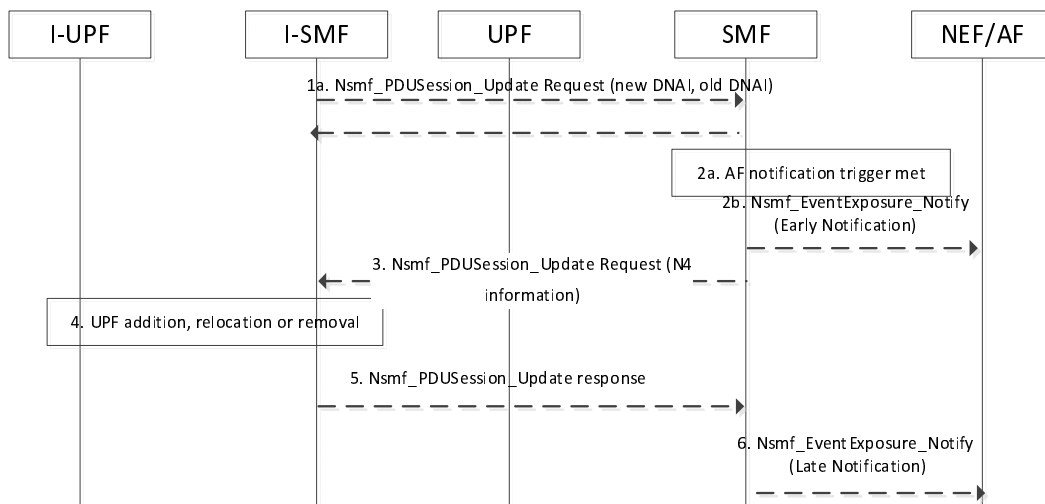 I-UPF
I-SMF
UPF
SMF
NEF/AF
1a. Nsmf_PDUSession_Update Request (new DNAI, old DNAI)
2a. AF notification trigger met
2b. Nsmf_EventExposure_Notify
(Early Notification)
3. Nsmf_PDUSession_Update Request (N4
information)
4. UPF addition, relocation or removal
5. Nsmf_PDUSession_Update response
6. Nsmf_EventExposure_Notify
(Late Notification)